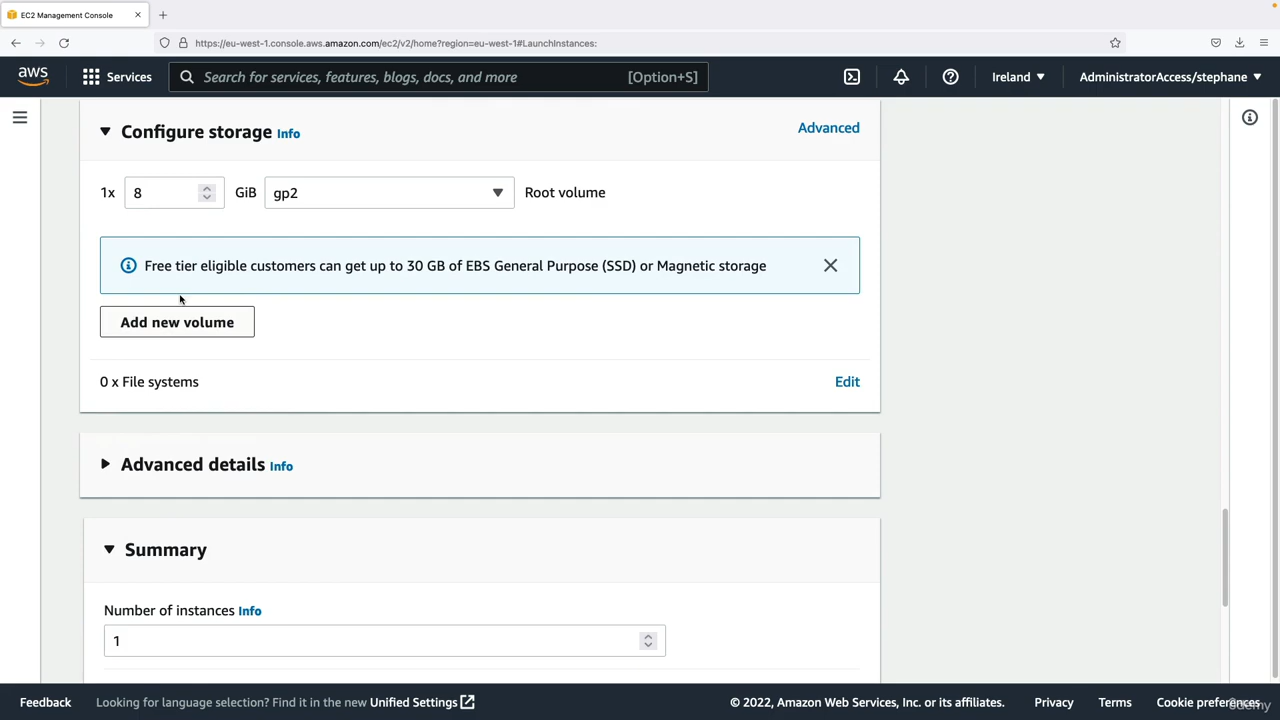 EC2 Management Console
https://eu-west-1.console.aws.amazon.com/ec2/v2/home?region=eu-west-1#LaunchInstances:
aws
Services
Search for services, features, blogs, docs, and more
[Option+S]
Ireland
AdministratorAccess/stephane
Configure storage Info
Advanced
1x
8
GiB
gp2
Root volume
Free tier eligible customers can get up to 30 GB of EBS General Purpose (SSD) or Magnetic storage
Add new volume
0 x File systems
Edit
Advanced details Info
Summary
Number of instances Info
1
Feedback
Looking for language selection? Find it in the new Unified Settings
© 2022, Amazon Web Services, Inc. or its affiliates.
Privacy
Terms
Cookie preferences
udemy